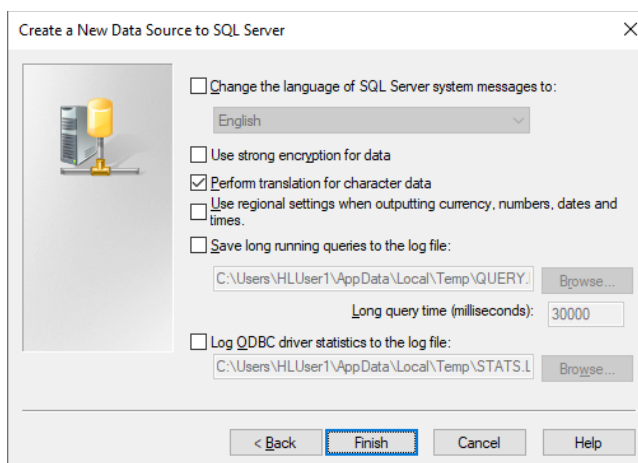 Create a New Data Source to SQL Server
Change the language of SQL Server system messages to:
English
Use strong encryption for data
Perform translation for character data
Use regional settings when outputting currency, numbers, dates and
times.
Save long running queries to the log file:
C:\Users\HLUser1\AppData\Local\Temp\QUERY. Browse...
Long query time (milliseconds): 30000
Log ODBC driver statistics to the log file:
C:\Users\HLUser1\AppData\Local\Temp\STATS.L Browse...
< Back Finish Cancel Help